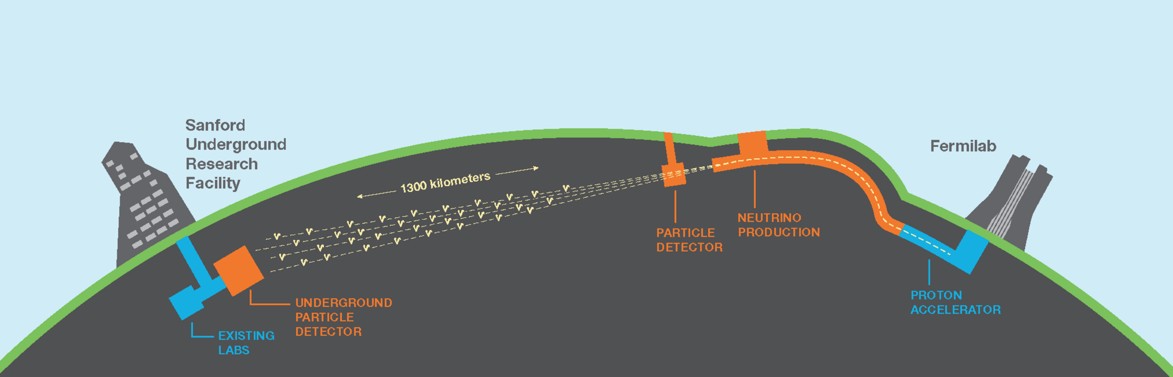 Sanford
Underground
Research
Facility
Fermilab
1300 kilometers
PARTICLE
DETECTOR
NEUTRINO
PRODUCTION
UNDERGROUND
PARTICLE
DETECTOR
PROTON
ACCELERATOR
EXISTING
LABS